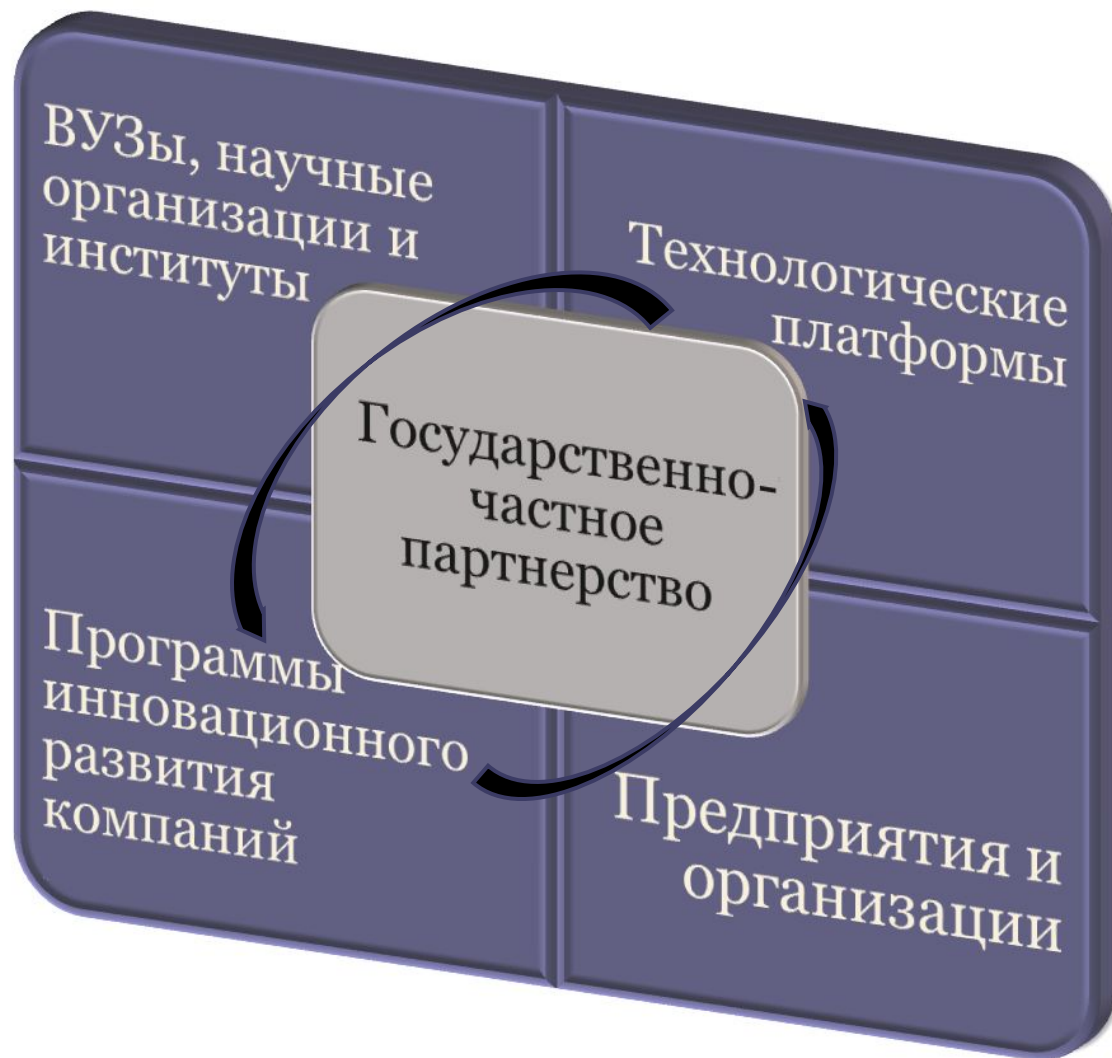 ВУЗы, научные
организации и
институты
Технологические
платформы
Государственно-
частное
партнерство
Программы
инновационного
развития
компаний
Предприятия и
организации